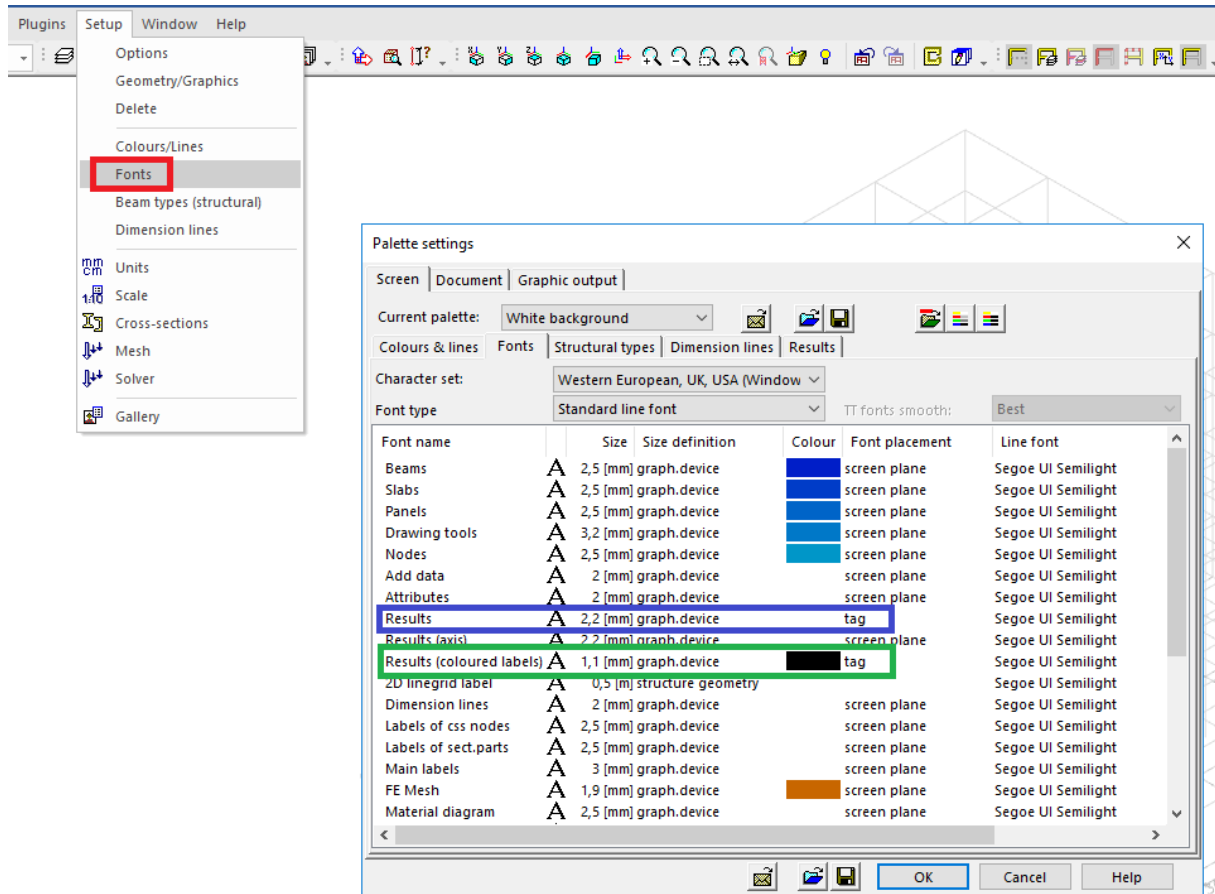 Plugins Setup Window Help
Options
Geometry/Graphics
Delete
Colours/Lines
Fonts
Beam types (structural)
Dimension lines
mm cm Units
1:10 Scale
Cross-sections
Mesh
Solver
Gallery
Palette settings
Screen Document Graphic output
Current palette: White background
Colours & lines Fonts Structural types Dimension lines Results
Character set: Western European, UK, USA (Window
Font type Standard line font TT fonts smooth: Best
Font name Size Size definition Colour Font placement Line font
Beams A 2,5 [mm] graph.device screen plane Segoe UI Semilight
Slabs A 2,5 [mm] graph.device screen plane Segoe UI Semilight
Panels A 2,5 [mm] graph.device screen plane Segoe UI Semilight
Drawing tools A 3,2 [mm] graph.device screen plane Segoe UI Semilight
Nodes A 2,5 [mm] graph.device screen plane Segoe UI Semilight
Add data A 2 [mm] graph.device screen plane Segoe UI Semilight
Attributes A 2 [mm] graph.device screen plane Segoe UI Semilight
Results A 2,2 [mm] graph.device tag Segoe UI Semilight
Results (axis) A 2,2 [mm] graph.device screen plane Segoe UI Semilight
Results (coloured labels) A 1,1 [mm] graph.device tag Segoe UI Semilight
2D linegrid label A 0,5 [m] structure geometry Segoe UI Semilight
Dimension lines A 2 [mm] graph.device screen plane Segoe UI Semilight
Labels of css nodes A 2,5 [mm] graph.device screen plane Segoe UI Semilight
Labels of sect.parts A 2,5 [mm] graph.device screen plane Segoe UI Semilight
Main labels A 3 [mm] graph.device screen plane Segoe UI Semilight
FE Mesh A 1,9 [mm] graph.device screen plane Segoe UI Semilight
Material diagram A 2,5 [mm] graph.device screen plane Segoe UI Semilight
OK Cancel Help